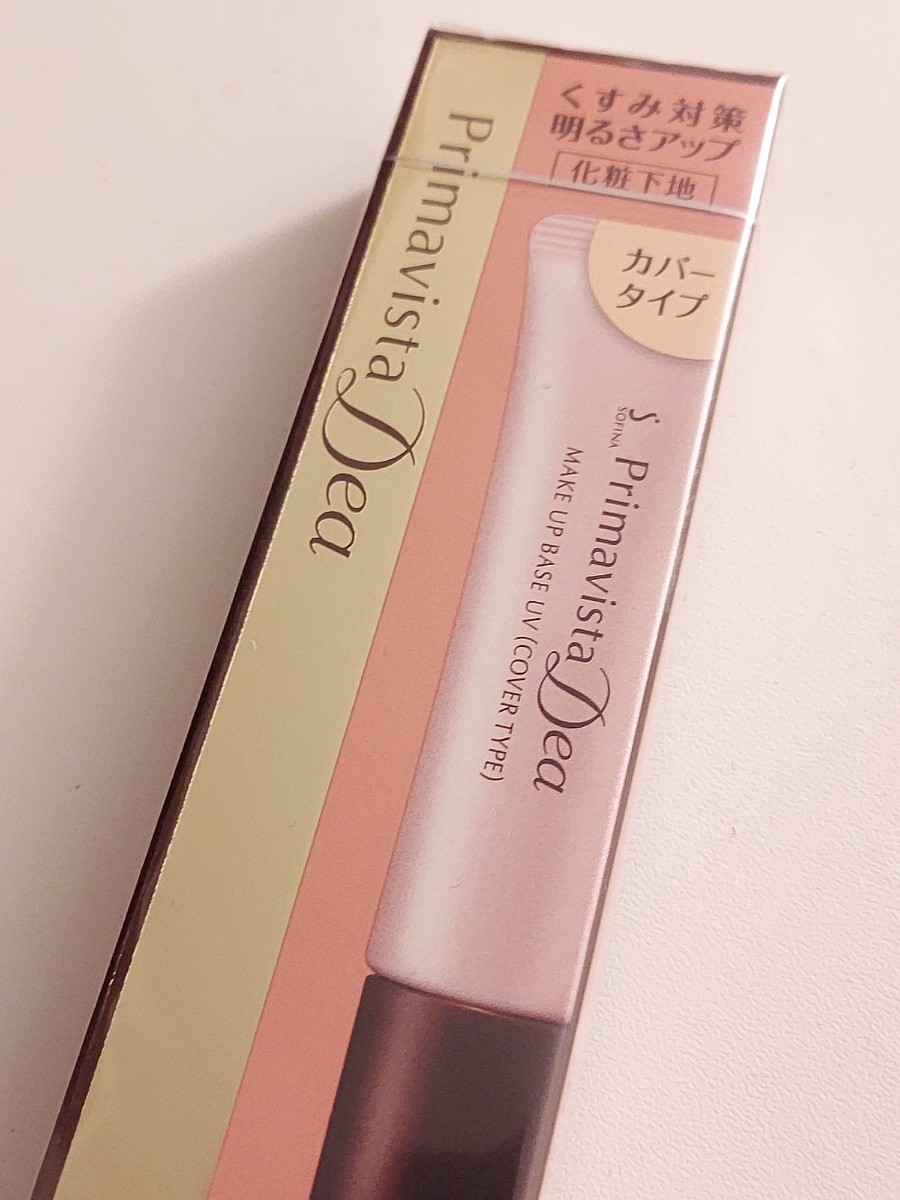 くすみ対策
明るさアップ
化粧下地
カバー
タイプ
Primavista Dea
S
SOFINA
Primavista Dea
MAKE UP BASE UV (COVER TYPE)